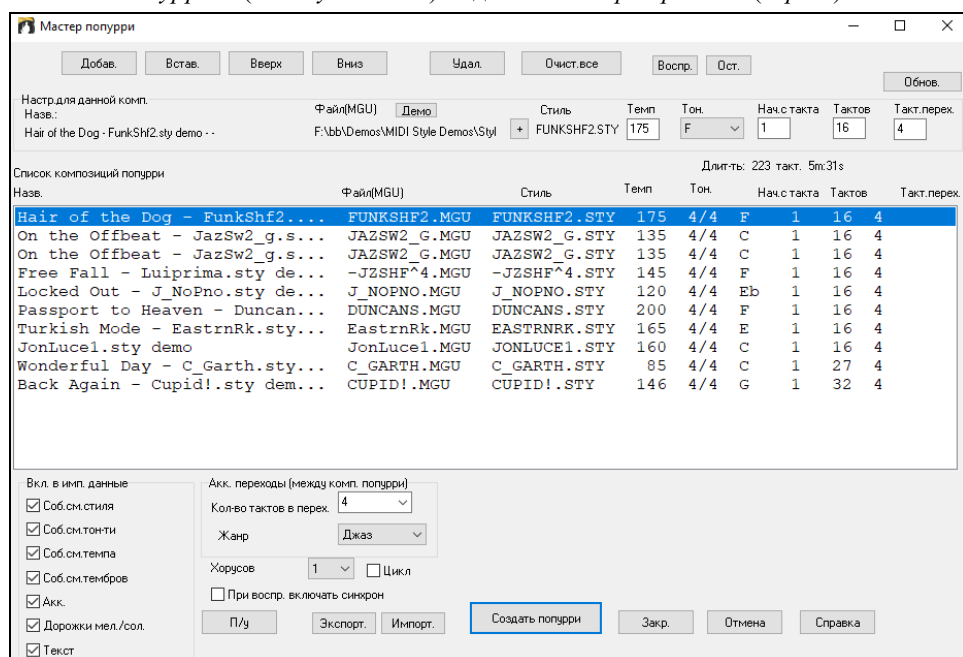 Мастер попурри
Добав. Встав. Вверх Вниз Удал. Очист.все Воспр. Ост.
Обнов.
Настр.для данной комп.
Назв.: Файл(MGU) Демо Стиль Темп Тон. Нач.с такта Тактов Такт.перех.
Hair of the Dog - FunkShf2.sty demo - - F:\bb\Demos\MIDI Style Demos\Styl + FUNKSHF2.STY 175 F 1 16 4
Длит-ть: 223 такт. 5m:31s
Список композиций попурри
Назв. Файл(MGU) Стиль Темп Тон. Нач.с такта Тактов Такт.перех.
Hair of the Dog - FunkShf2.... FUNKSHF2.MGU FUNKSHF2.STY 175 4/4 F 1 16 4
On the Offbeat - JazSw2_g.s... JAZSW2_G.MGU JAZSW2_G.STY 135 4/4 C 1 16 4
On the Offbeat - JazSw2_g.s... JAZSW2_G.MGU JAZSW2_G.STY 135 4/4 C 1 16 4
Free Fall - Luiprima.sty de... -JZSHF^4.MGU -JZSHF^4.STY 145 4/4 F 1 16 4
Locked Out - J_NoPno.sty de... J_NOPNO.MGU J_NOPNO.STY 120 4/4 Eb 1 16 4
Passport to Heaven - Duncan... DUNCANS.MGU DUNCANS.STY 200 4/4 F 1 16 4
Turkish Mode - EastrnRk.sty... EastrnRk.MGU EASTRNRK.STY 165 4/4 E 1 16 4
JonLuce1.sty demo JonLuce1.MGU JONLUCE1.STY 160 4/4 C 1 16 4
Wonderful Day - C_Garth.sty... C_GARTH.MGU C_GARTH.STY 85 4/4 C 1 27 4
Back Again - Cupid!.sty dem... CUPID!.MGU CUPID!.STY 146 4/4 G 1 32 4
Вкл. в имп. данные Акк. переходы (между комп. попурри)
Соб.см.стиля Кол-во тактов в перех. 4
Соб.см.тон-ти Жанр Джаз
Соб.см.темпа
Соб.см.тембров Хорусов 1 Цикл
Акк. При воспр. включать синхрон
Дорожки мел./сол. П/у Экспорт. Импорт. Создать попурри Закр. Отмена Справка
Текст